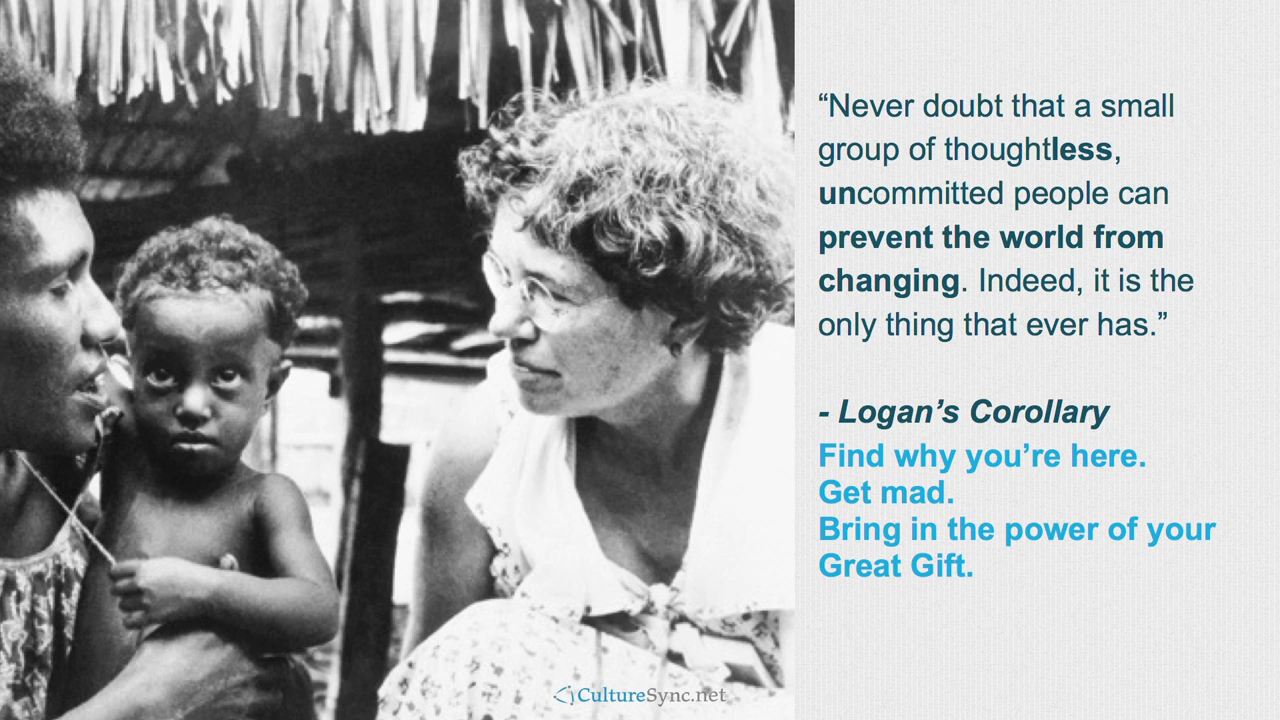 “Never doubt that a small
group of thoughtless,
uncommitted people can
prevent the world from
changing. Indeed, it is the
only thing that ever has.”
- Logan’s Corollary
Find why you’re here.
Get mad.
Bring in the power of your
Great Gift.
CultureSync.net